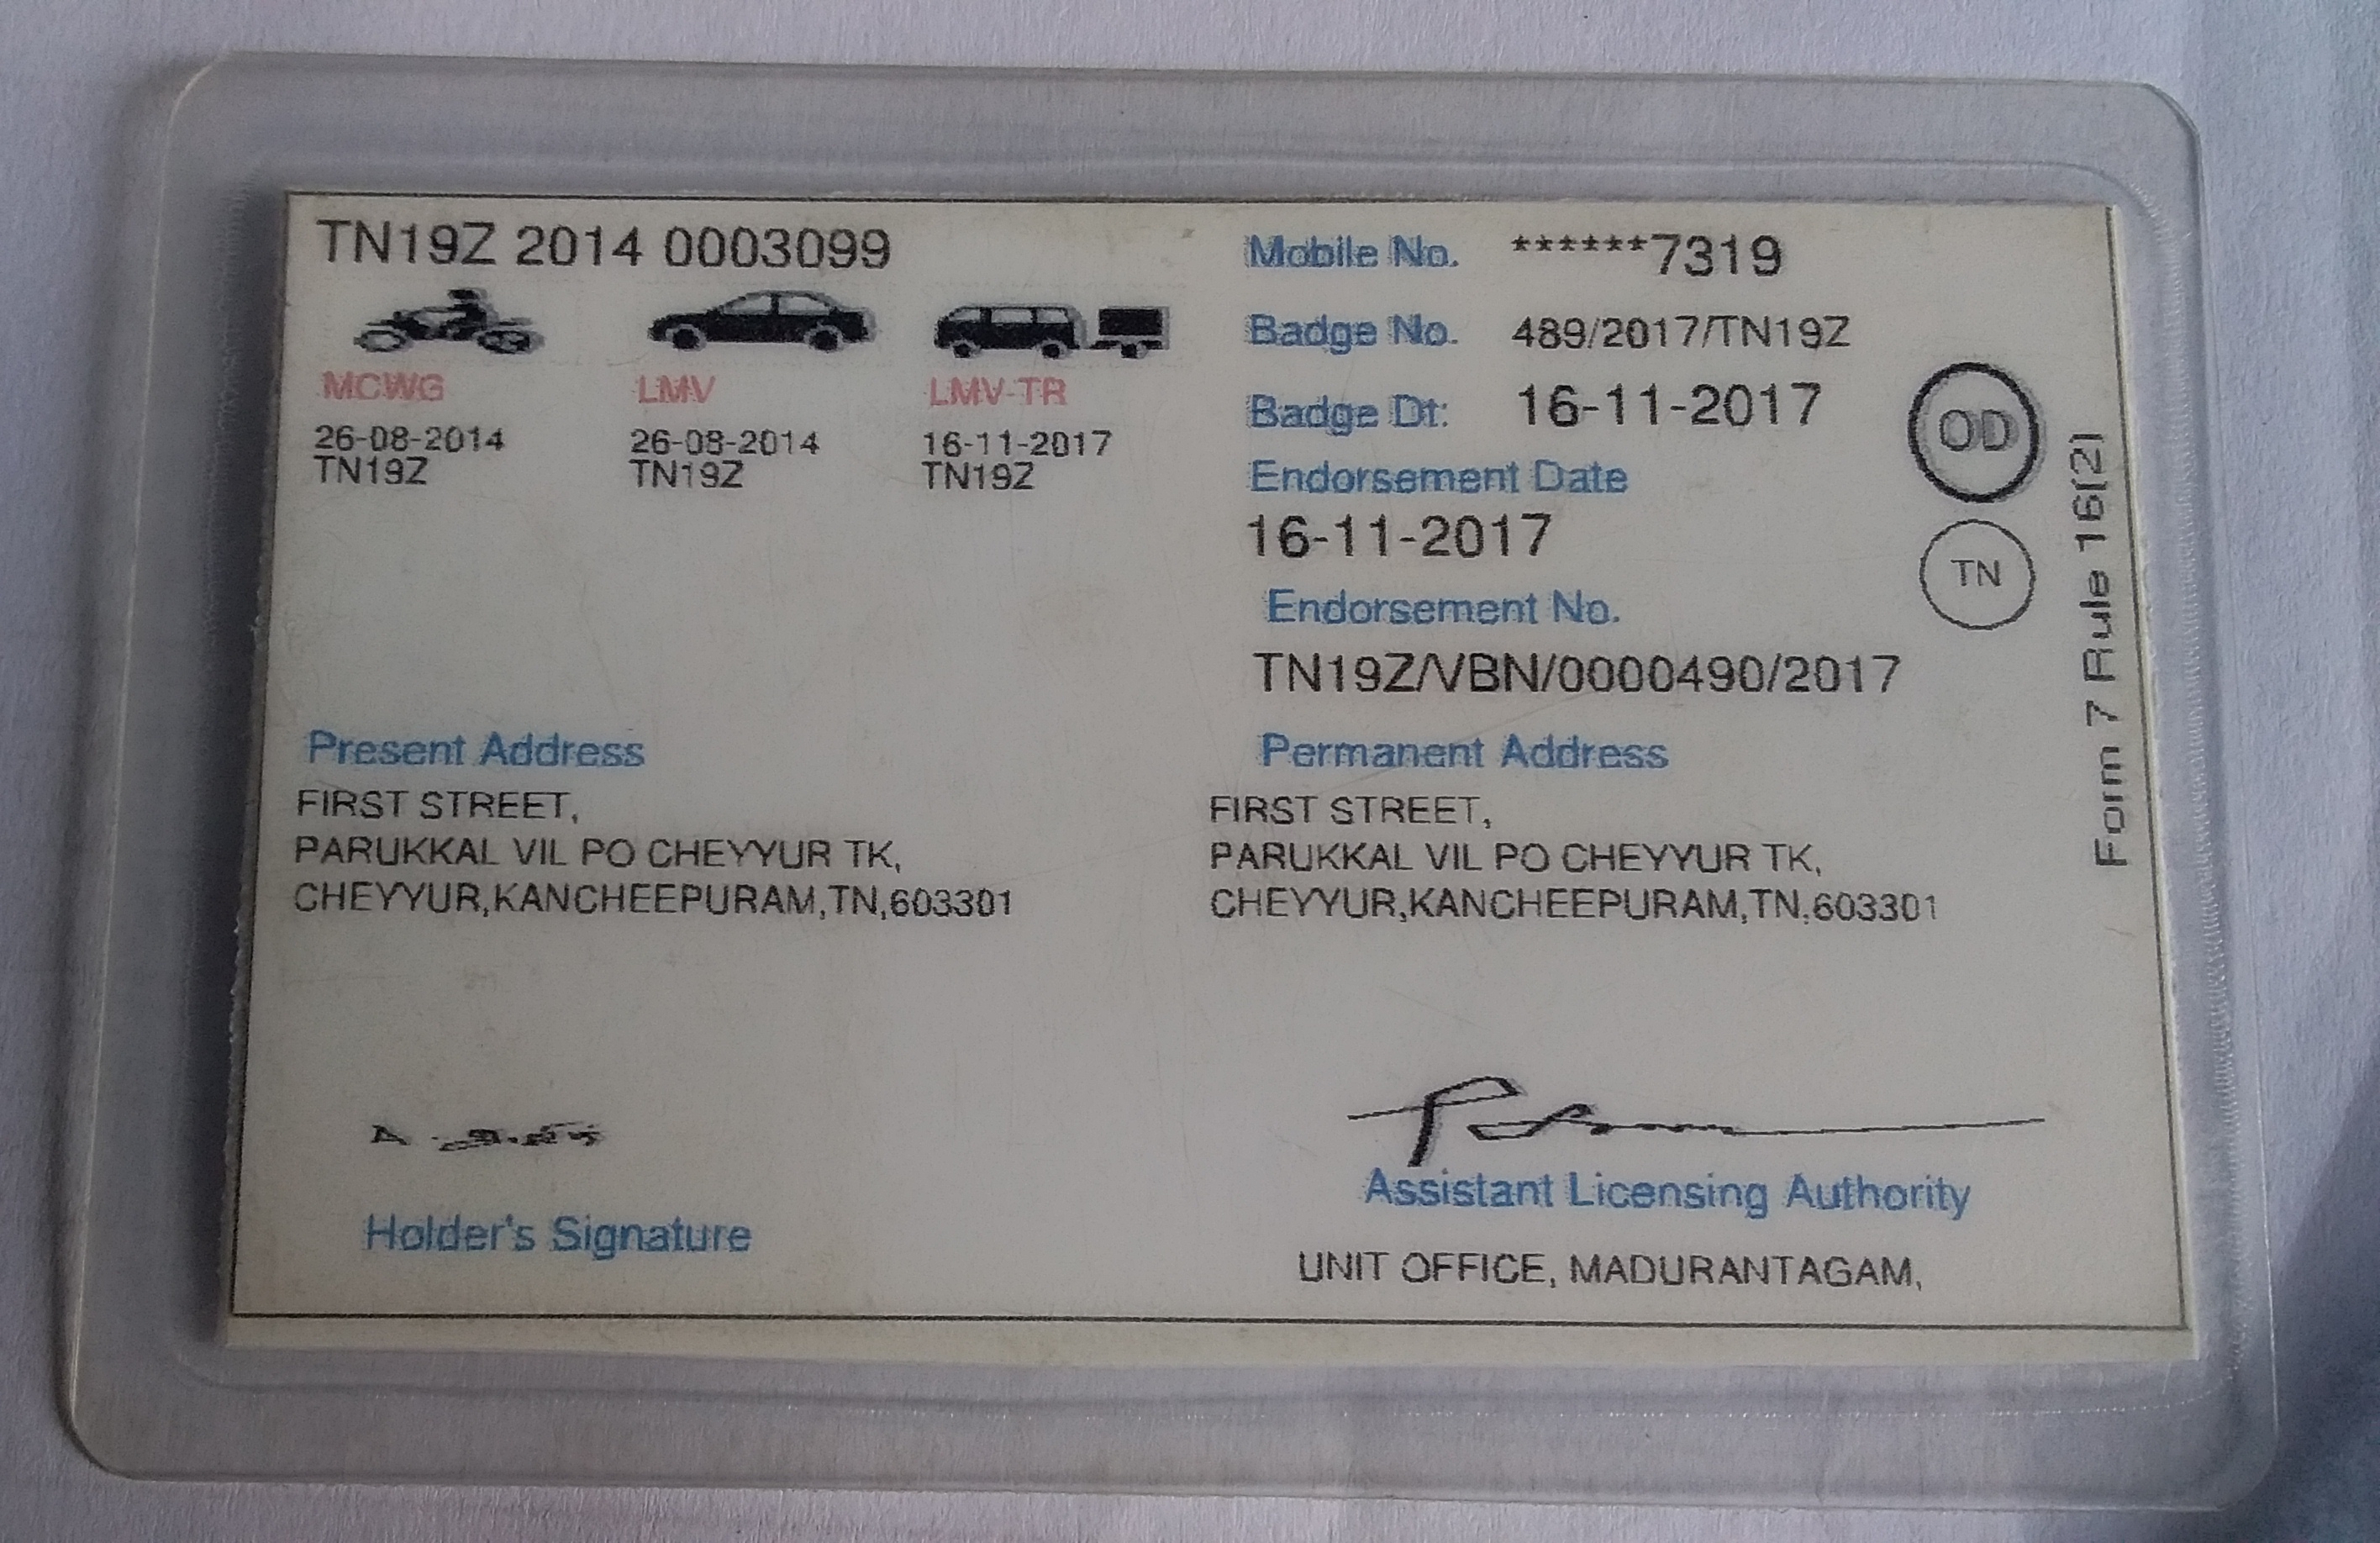 TN19Z 2014 0003099
MCWG LMV LMV-TR
26-08-2014 26-08-2014 16-11-2017
TN19Z TN19Z TN19Z
Mobile No. ******7319
Badge No. 489/2017/TN19Z
Badge Dt: 16-11-2017
Endorsement Date
16-11-2017
Endorsement No.
TN19Z/VBN/0000490/2017
OD
TN
Form 7 Rule 16(2)
Present Address
FIRST STREET,
PARUKKAL VIL PO CHEYYUR TK,
CHEYYUR,KANCHEEPURAM,TN,603301
Permanent Address
FIRST STREET,
PARUKKAL VIL PO CHEYYUR TK,
CHEYYUR,KANCHEEPURAM,TN,603301
Holder's Signature
Assistant Licensing Authority
UNIT OFFICE, MADURANTAGAM,